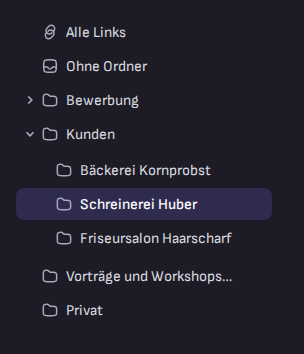 Alle Links
Ohne Ordner
Bewerbung
Kunden
Bäckerei Kornprobst
Schreinerei Huber
Friseursalon Haarscharf
Vorträge und Workshops...
Privat